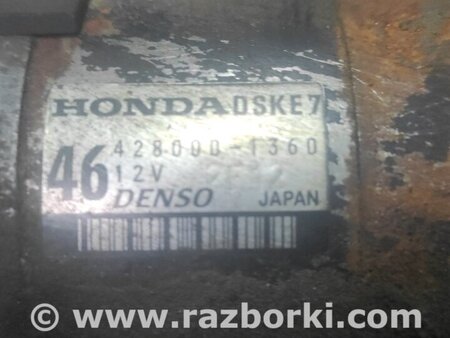 HONDA DSKE7
46 428000-1360
12V
DENSO JAPAN
© www.razborki.com